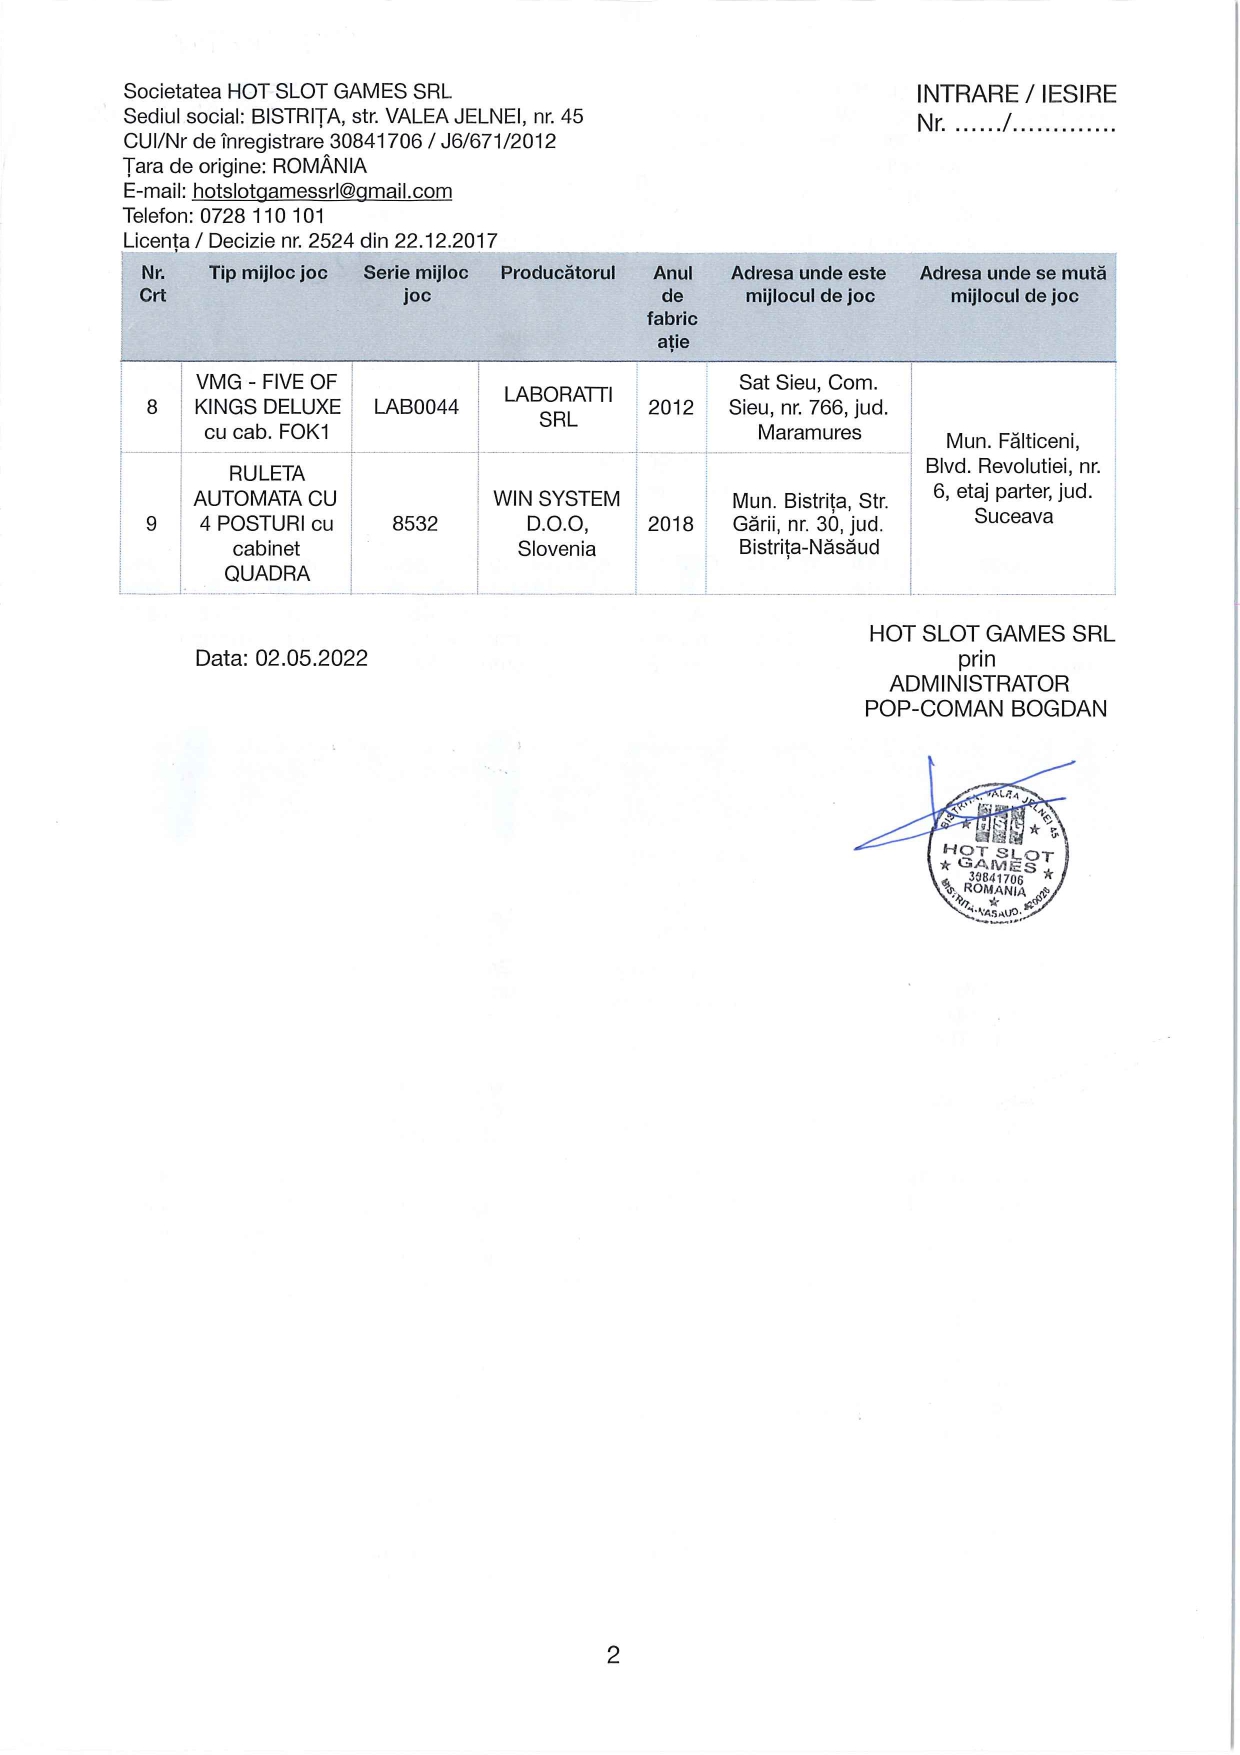 Societatea HOT SLOT GAMES SRL
Sediul social: BISTRIȚA, str. VALEA JELNEI, nr. 45
CUI/Nr de înregistrare 30841706 / J6/671/2012
Țara de origine: ROMÂNIA
E-mail: hotslotgamessrl@gmail.com
Telefon: 0728 110 101
Licența / Decizie nr. 2524 din 22.12.2017
INTRARE / IESIRE
Nr. ....../.............
Nr. Crt
Tip mijloc joc
Serie mijloc
joc
Producătorul
Anul
de
fabric
ație
Adresa unde este
mijlocul de joc
Adresa unde se mută
mijlocul de joc
8
VMG - FIVE OF
KINGS DELUXE
cu cab. FOK1
LAB0044
LABORATTI
SRL
2012
Sat Sieu, Com.
Sieu, nr. 766, jud.
Maramures
Mun. Fălticeni,
Blvd. Revolutiei, nr.
6, etaj parter, jud.
Suceava
9
RULETA
AUTOMATA CU
4 POSTURI cu
cabinet
QUADRA
8532
WIN SYSTEM
D.O.O,
Slovenia
2018
Mun. Bistrița, Str.
Gării, nr. 30, jud.
Bistrița-Năsăud
Data: 02.05.2022
HOT SLOT GAMES SRL
prin
ADMINISTRATOR
POP-COMAN BOGDAN
BISTRITA, VALEA JELNEI 45
HSG
HOT SLOT
GAMES
30841706
ROMANIA
BISTRITA-NASAUD,
2